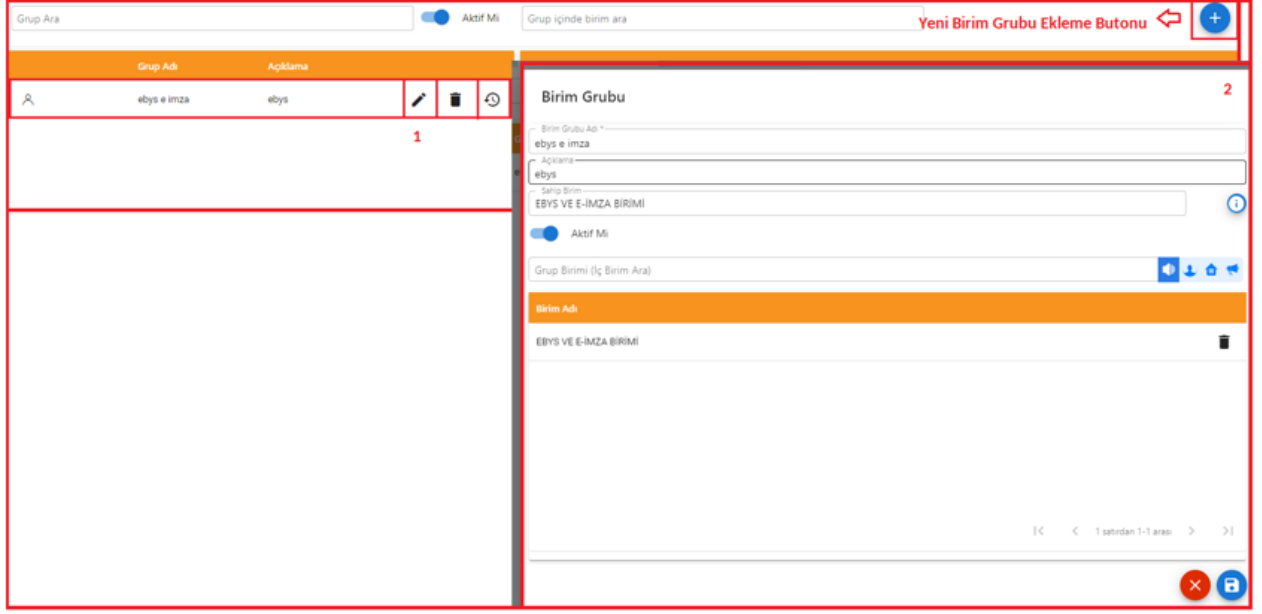 Grup Ara
Aktif Mi
Grup içinde birim ara
Yeni Birim Grubu Ekleme Butonu
Grup Adı Açıklama
ebys e imza ebys
1
2
Birim Grubu
Birim Grubu Adı *
ebys e imza
Açıklama
ebys
Sahip Birim
EBYS VE E-İMZA BİRİMİ
Aktif Mi
Grup Birimi (İç Birim Ara)
Birim Adı
EBYS VE E-İMZA BİRİMİ
1 satırdan 1-1 arası